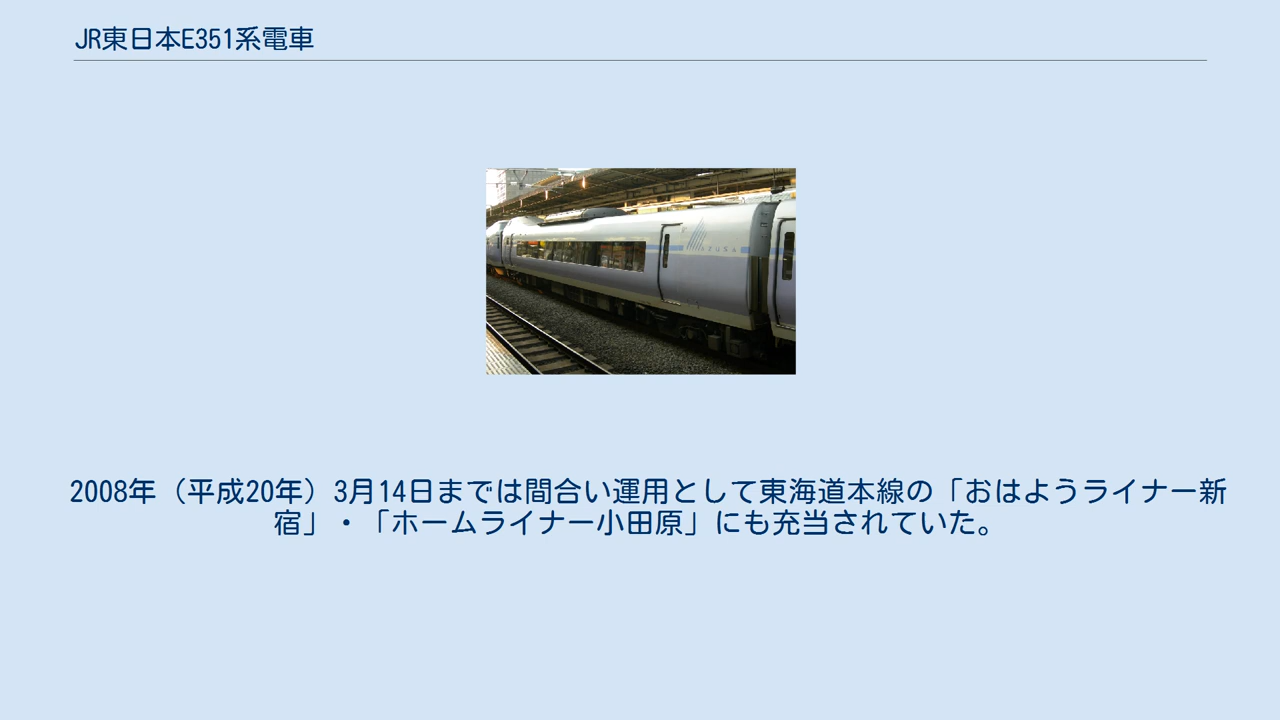 JR東日本E351系電車
AZUSA
2008年（平成20年）3月14日までは間合い運用として東海道本線の「おはようライナー新
宿」・「ホームライナー小田原」にも充当されていた。